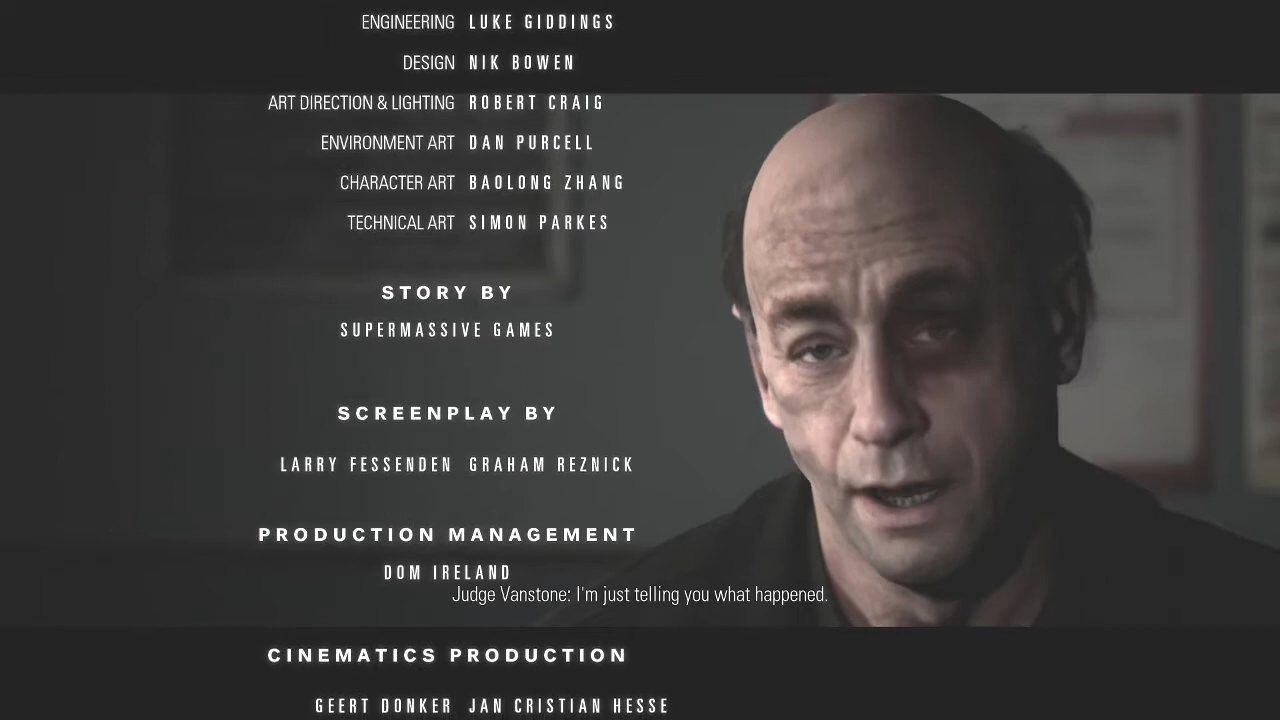 ENGINEERING LUKE GIDDINGS
DESIGN NIK BOWEN
ART DIRECTION & LIGHTING ROBERT CRAIG
ENVIRONMENT ART DAN PURCELL
CHARACTER ART BAOLONG ZHANG
TECHNICAL ART SIMON PARKES
STORY BY
SUPERMASSIVE GAMES
SCREENPLAY BY
LARRY FESSENDEN GRAHAM REZNICK
PRODUCTION MANAGEMENT
DOM IRELAND
Judge Vanstone: I'm just telling you what happened.
CINEMATICS PRODUCTION
GEERT DONKER JAN CRISTIAN HESSE